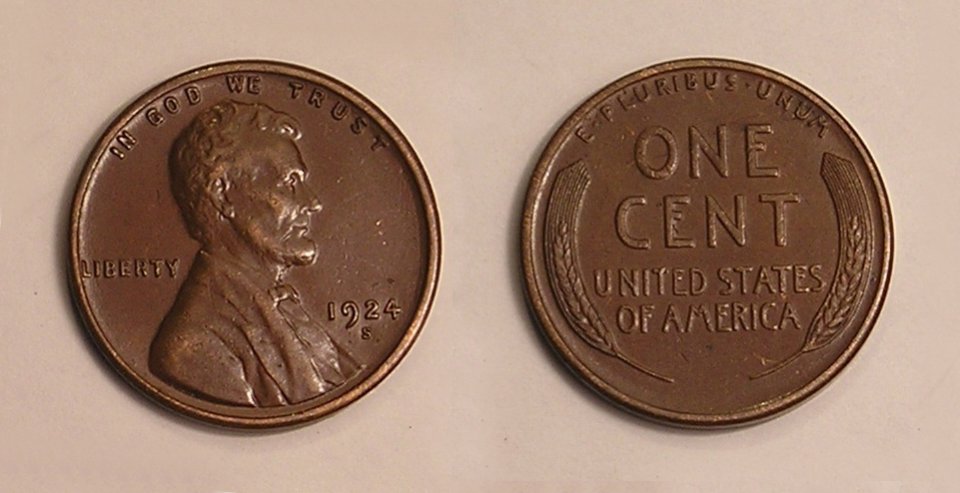 IN GOD WE TRUST
LIBERTY
1924
S
E·PLURIBUS·UNUM
ONE
CENT
UNITED STATES
OF AMERICA